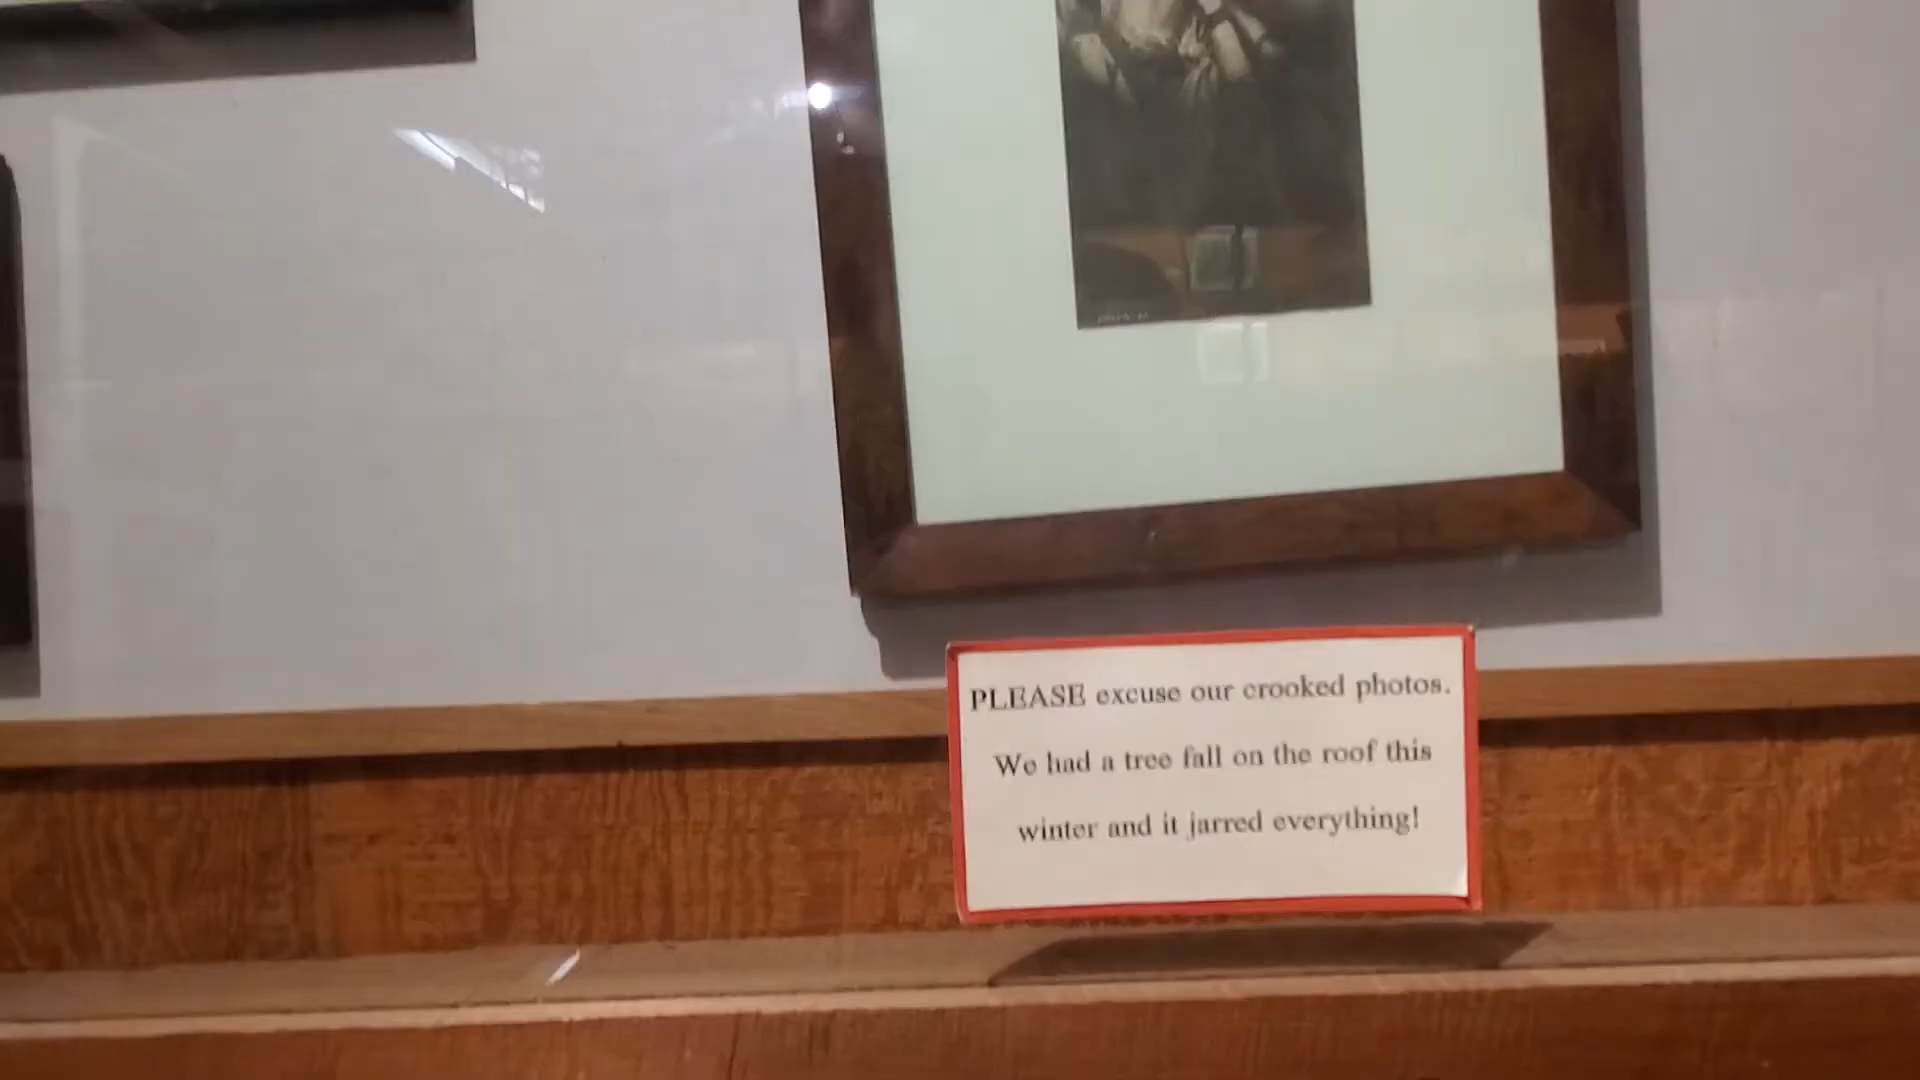 PLEASE excuse our crooked photos.
We had a tree fall on the roof this
winter and it jarred everything!